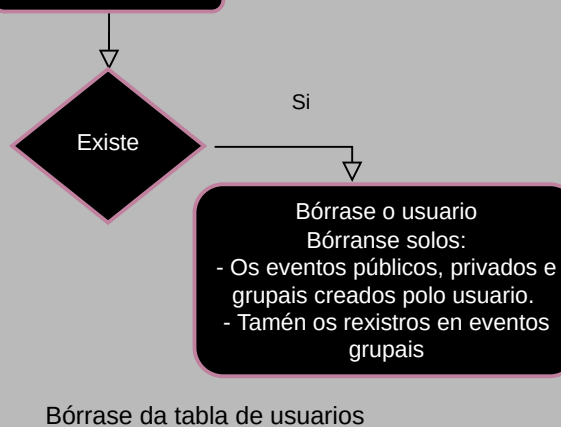 Si
Existe
Bórrase o usuario
Bórranse solos:
- Os eventos públicos, privados e
grupais creados polo usuario.
- Tamén os rexistros en eventos
grupais
Bórrase da tabla de usuarios